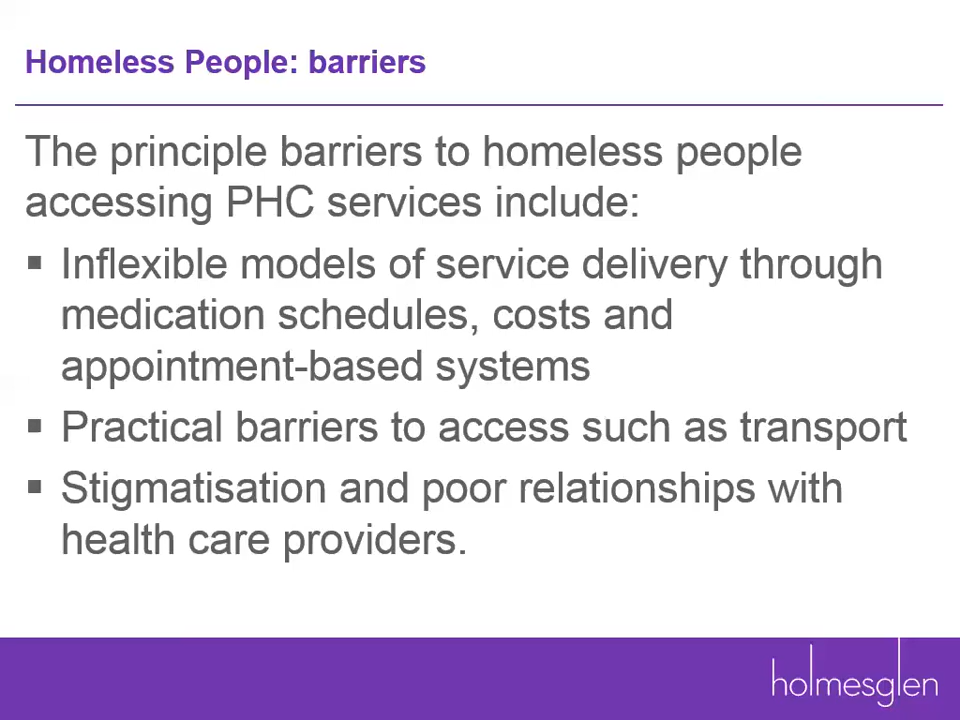 Homeless People: barriers
The principle barriers to homeless people
accessing PHC services include:
▪ Inflexible models of service delivery through
medication schedules, costs and
appointment-based systems
▪ Practical barriers to access such as transport
▪ Stigmatisation and poor relationships with
health care providers.
holmesglen